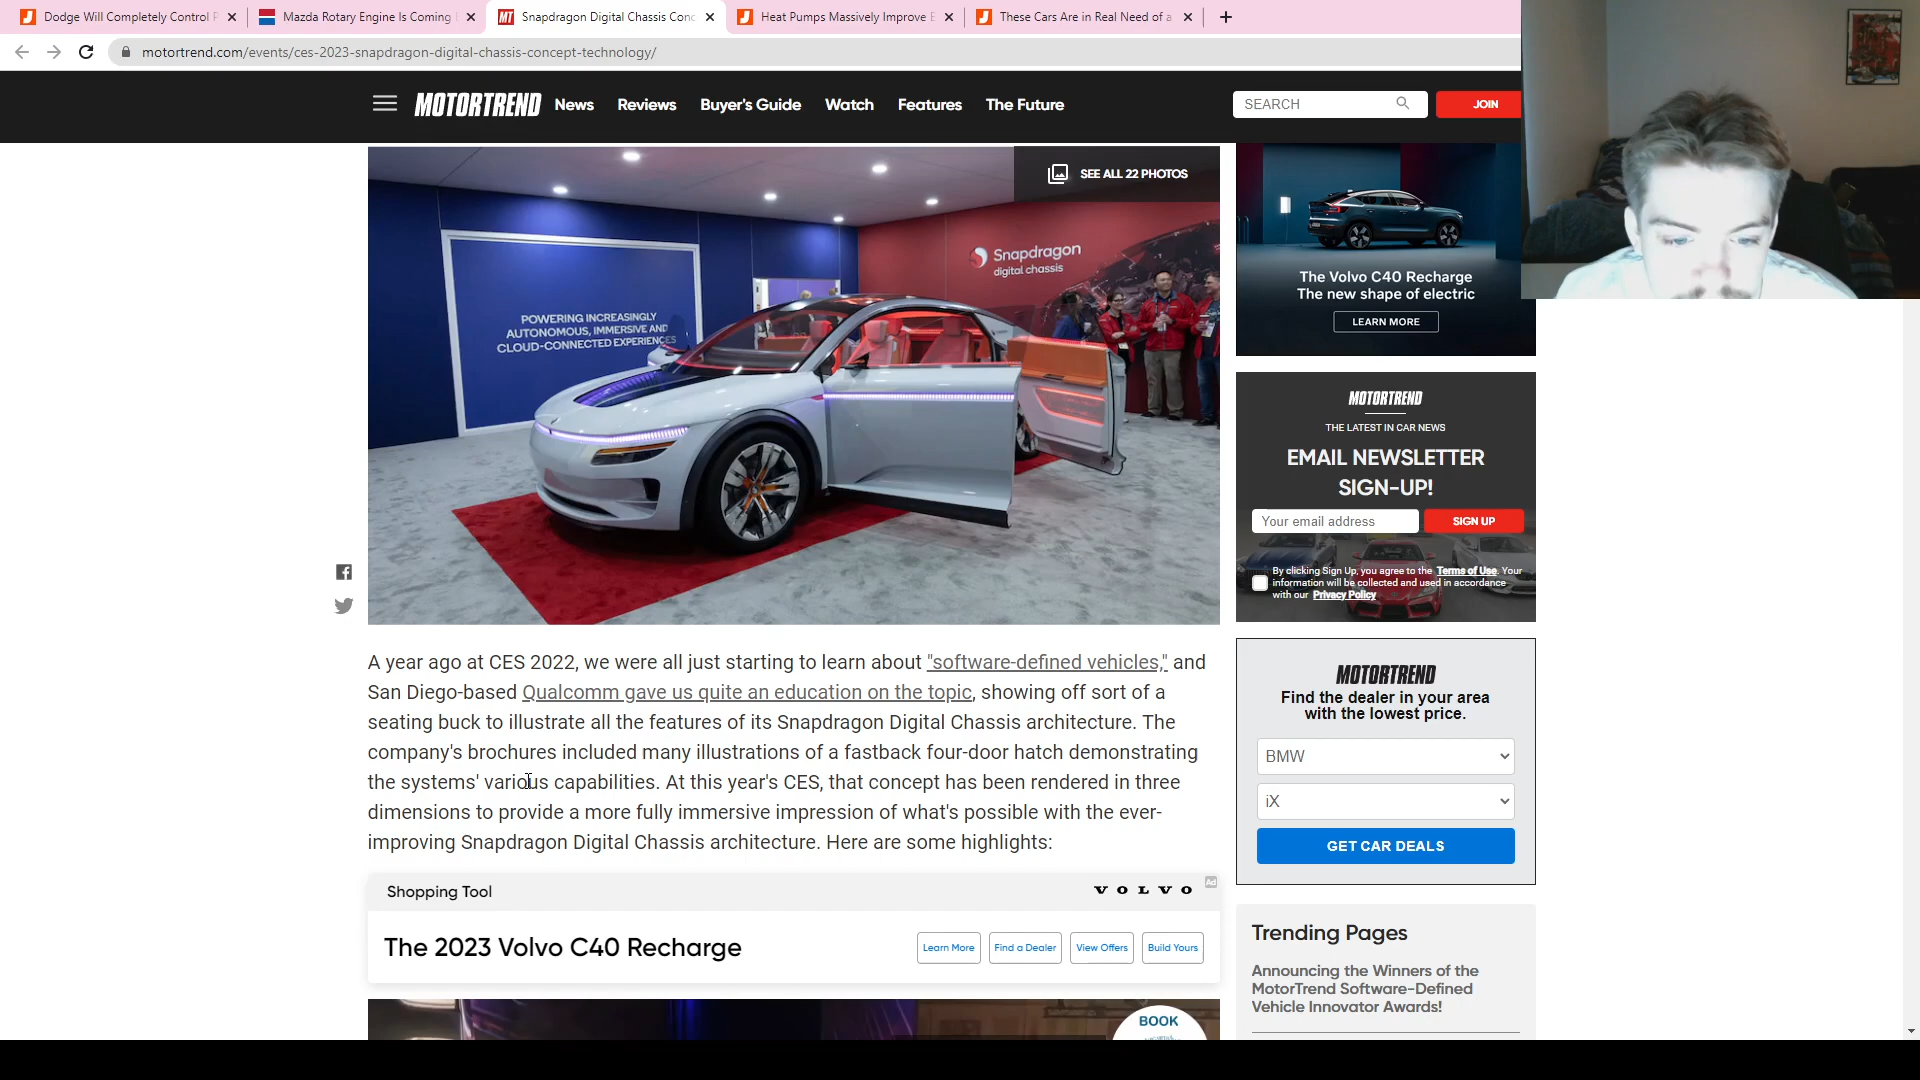 Dodge Will Completely Control P
Mazda Rotary Engine Is Coming
Snapdragon Digital Chassis Conc
Heat Pumps Massively Improve E
These Cars Are in Real Need of a
motortrend.com/events/ces-2023-snapdragon-digital-chassis-concept-technology/
MOTORTREND News Reviews Buyer's Guide Watch Features The Future SEARCH JOIN
SEE ALL 22 PHOTOS
Snapdragon
digital chassis
POWERING INCREASINGLY
AUTONOMOUS, IMMERSIVE AND
CLOUD-CONNECTED EXPERIENCES
A year ago at CES 2022, we were all just starting to learn about "software-defined vehicles," and
San Diego-based Qualcomm gave us quite an education on the topic, showing off sort of a
seating buck to illustrate all the features of its Snapdragon Digital Chassis architecture. The
company's brochures included many illustrations of a fastback four-door hatch demonstrating
the systems' various capabilities. At this year's CES, that concept has been rendered in three
dimensions to provide a more fully immersive impression of what's possible with the ever-
improving Snapdragon Digital Chassis architecture. Here are some highlights:
Shopping Tool
VOLVO
Ad
The 2023 Volvo C40 Recharge
Learn More Find a Dealer View Offers Build Yours
BOOK
The Volvo C40 Recharge
The new shape of electric
LEARN MORE
MOTORTREND
THE LATEST IN CAR NEWS
EMAIL NEWSLETTER
SIGN-UP!
Your email address SIGN UP
By clicking Sign Up, you agree to the Terms of Use. Your
information will be collected and used in accordance
with our Privacy Policy
MOTORTREND
Find the dealer in your area
with the lowest price.
BMW
iX
GET CAR DEALS
Trending Pages
Announcing the Winners of the
MotorTrend Software-Defined
Vehicle Innovator Awards!